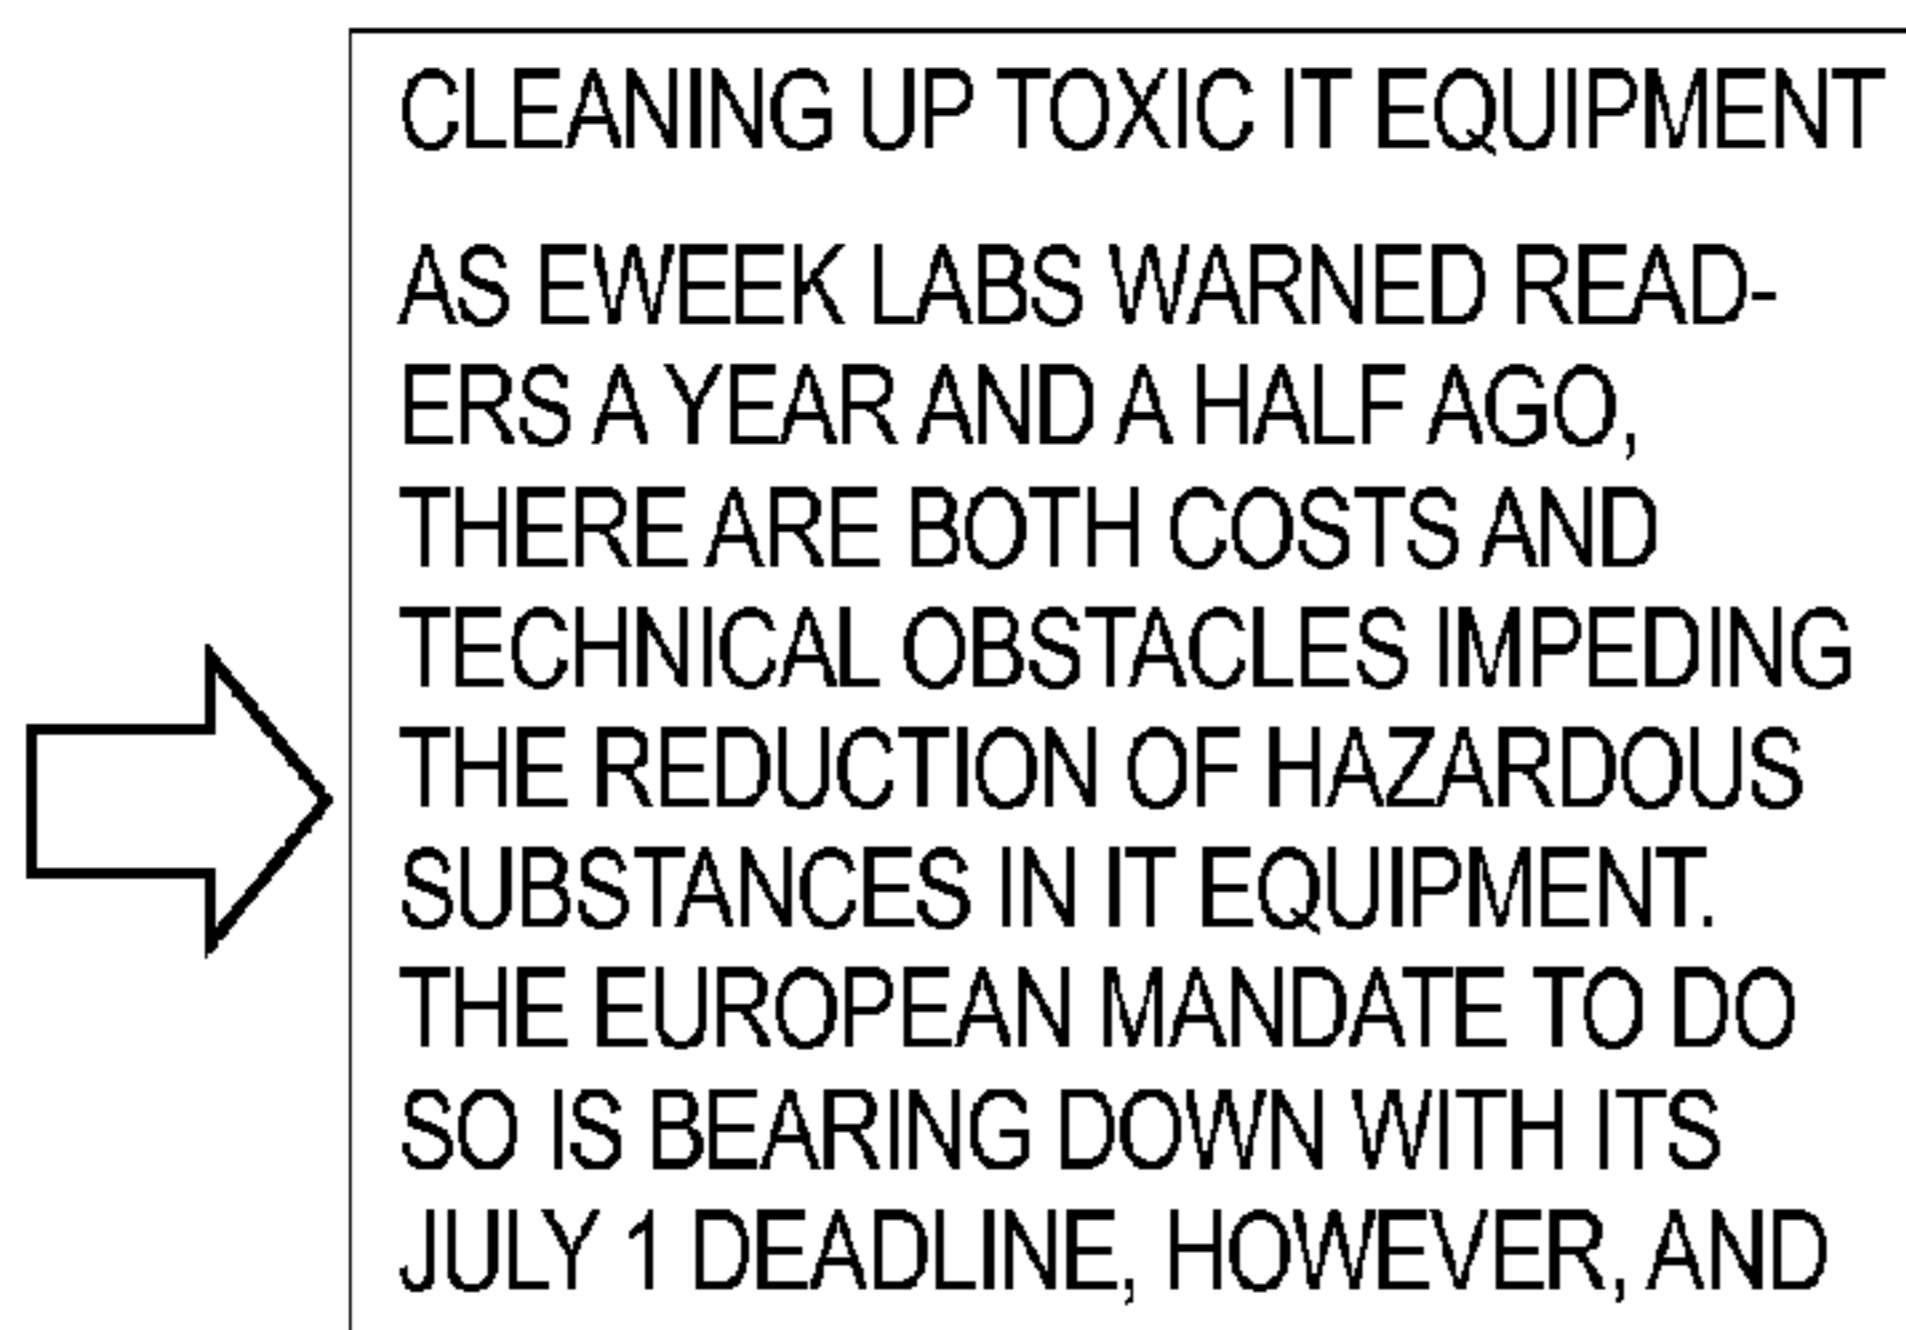 CLEANING UP TOXIC IT EQUIPMENT
AS EWEEK LABS WARNED READ-
ERS A YEAR AND A HALF AGO,
THERE ARE BOTH COSTS AND
TECHNICAL OBSTACLES IMPEDING
THE REDUCTION OF HAZARDOUS
SUBSTANCES IN IT EQUIPMENT.
THE EUROPEAN MANDATE TO DO
SO IS BEARING DOWN WITH ITS
JULY 1 DEADLINE, HOWEVER, AND